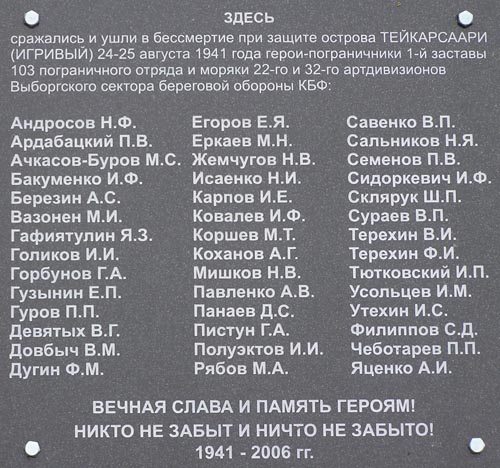 ЗДЕСЬ
сражались и ушли в бессмертие при защите острова ТЕЙКАРСААРИ
(ИГРИВЫЙ) 24-25 августа 1941 года герои-пограничники 1-й заставы
103 пограничного отряда и моряки 22-го и 32-го артдивизионов
Выборгского сектора береговой обороны КБФ:
Андросов Н.Ф.
Ардабацкий П.В.
Ачкасов-Буров М.С.
Бакуменко И.Ф.
Березин А.С.
Вазонен М.И.
Гафиятулин Я.З.
Голиков И.И.
Горбунов Г.А.
Гузынин Е.П.
Гуров П.П.
Девятых В.Г.
Довбыч В.М.
Дугин Ф.М.
Егоров Е.Я.
Еркаев М.Н.
Жемчугов Н.В.
Исаенко Н.И.
Карпов И.Е.
Ковалев И.Ф.
Коршев М.Т.
Коханов А.Г.
Мишков Н.В.
Павленко А.В.
Панаев Д.С.
Пистун Г.А.
Полуэктов И.И.
Рябов М.А.
Савенко В.П.
Сальников Н.Я.
Семенов П.В.
Сидоркевич И.Ф.
Склярук Ш.П.
Сураев В.П.
Терехин В.И.
Терехин Ф.И.
Тютковский И.П.
Усольцев И.М.
Утехин И.С.
Филиппов С.Д.
Чеботарев П.П.
Яценко А.И.
ВЕЧНАЯ СЛАВА И ПАМЯТЬ ГЕРОЯМ!
НИКТО НЕ ЗАБЫТ И НИЧТО НЕ ЗАБЫТО!
1941 - 2006 гг.